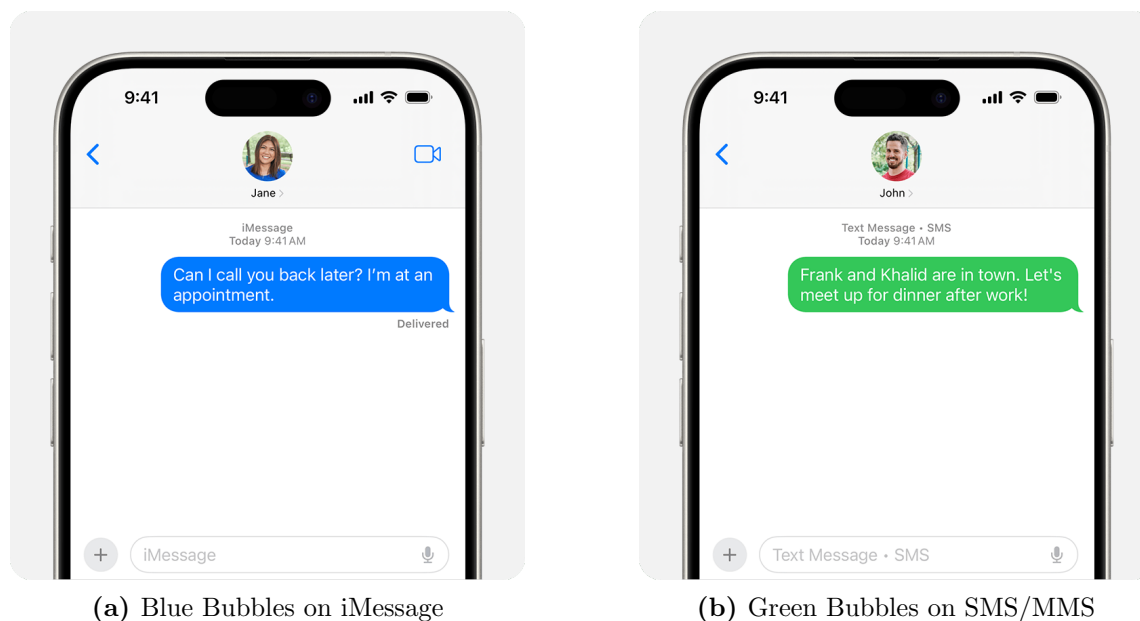 9:41
Jane
iMessage
Today 9:41 AM
Can I call you back later? I'm at an
appointment.
Delivered
iMessage
(a) Blue Bubbles on iMessage
9:41
John
Text Message • SMS
Today 9:41 AM
Frank and Khalid are in town. Let's
meet up for dinner after work!
Text Message • SMS
(b) Green Bubbles on SMS/MMS